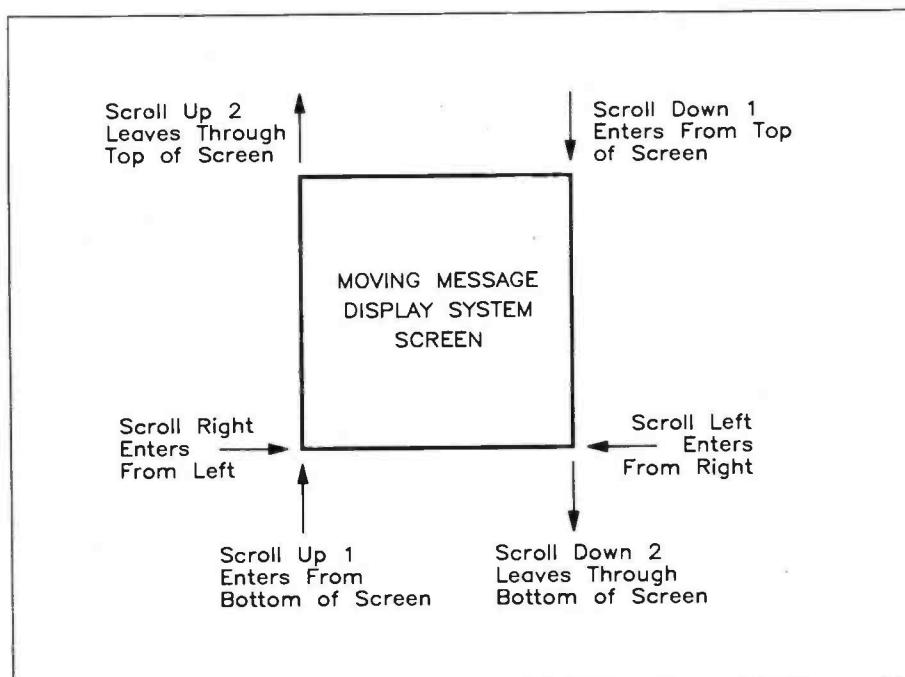 Scroll Up 2
Leaves Through
Top of Screen
Scroll Down 1
Enters From Top
of Screen
MOVING MESSAGE
DISPLAY SYSTEM
SCREEN
Scroll Right
Enters
From Left
Scroll Left
Enters
From Right
Scroll Up 1
Enters From
Bottom of Screen
Scroll Down 2
Leaves Through
Bottom of Screen